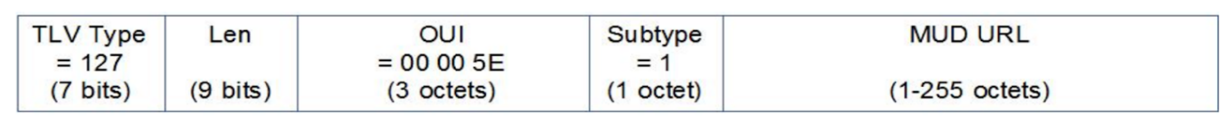 TLV Type
= 127
(7 bits)
Len
(9 bits)
OUI
= 00 00 5E
(3 octets)
Subtype
= 1
(1 octet)
MUD URL
(1-255 octets)